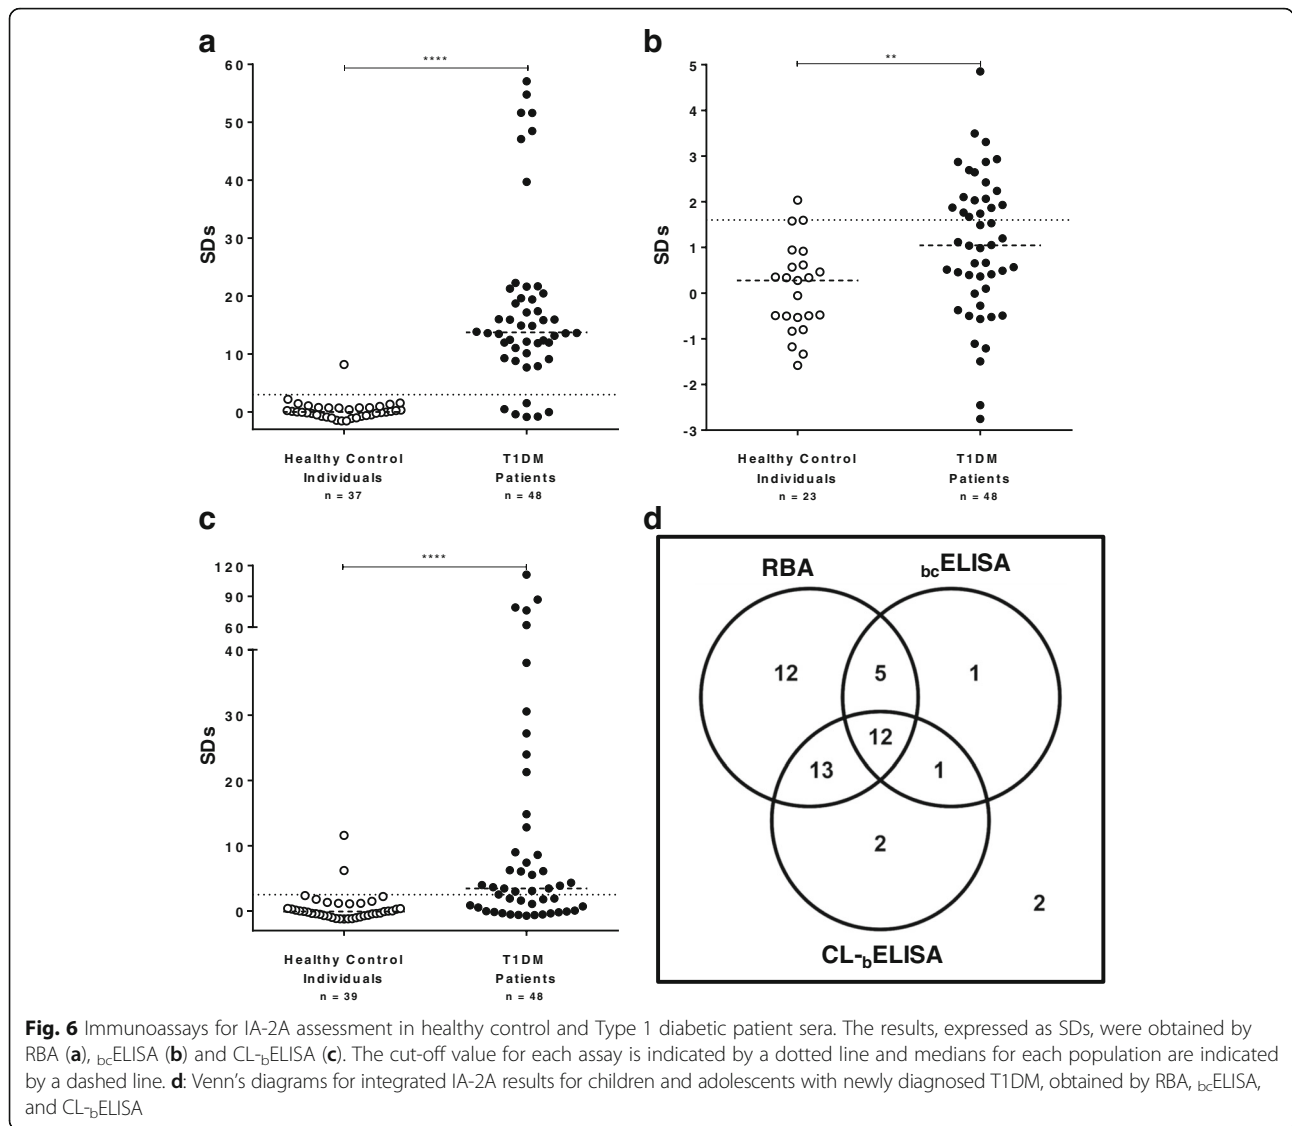 a
****
60
50
40
30
20
10
0
SDs
Healthy Control
Individuals
n = 37
T1DM
Patients
n = 48
b
**
5
4
3
2
1
0
-1
-2
-3
SDs
Healthy Control
Individuals
n = 23
T1DM
Patients
n = 48
c
****
120
90
60
40
30
20
10
0
SDs
Healthy Control
Individuals
n = 39
T1DM
Patients
n = 48
d
RBA
bcELISA
12
5
1
12
13
1
2
2
CL-bELISA
Fig. 6 Immunoassays for IA-2A assessment in healthy control and Type 1 diabetic patient sera. The results, expressed as SDs, were obtained by
RBA (a), bcELISA (b) and CL-bELISA (c). The cut-off value for each assay is indicated by a dotted line and medians for each population are indicated
by a dashed line. d: Venn's diagrams for integrated IA-2A results for children and adolescents with newly diagnosed T1DM, obtained by RBA, bcELISA,
and CL-bELISA